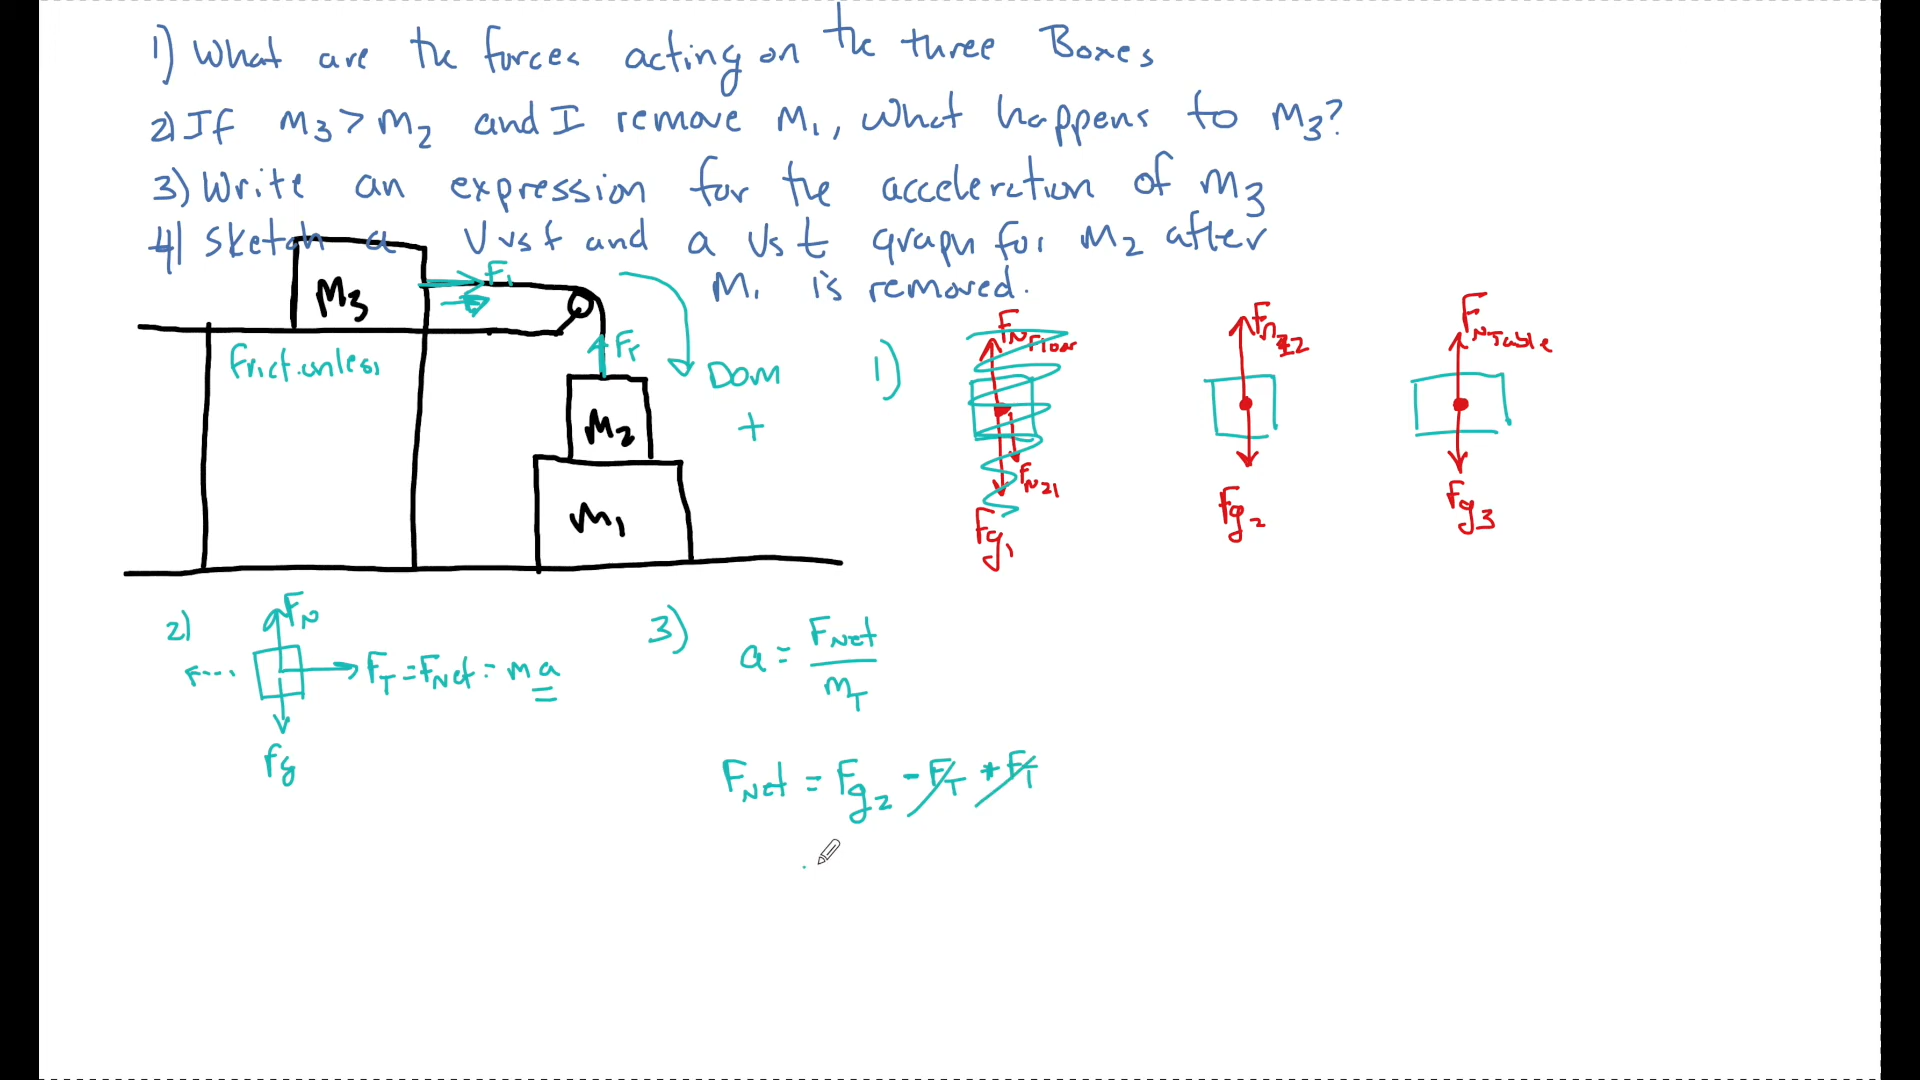 1) What are the forces acting on the three Boxes
2) If M3 > M2 and I remove M1, what happens to M3?
3) Write an expression for the acceleration of M3
4) Sketch a V vs t and a vs t graph for M2 after
M1 is removed.
M3
FT
Frictionless
FT
Down
+
M2
M1
1)
FN Floor
FN21
Fg1
Fg2
FN Table
Fg3
2)
FN
FT = FNet = ma
Fg
3)
a = FNet / mT
FNet = Fg2 - FT + FT